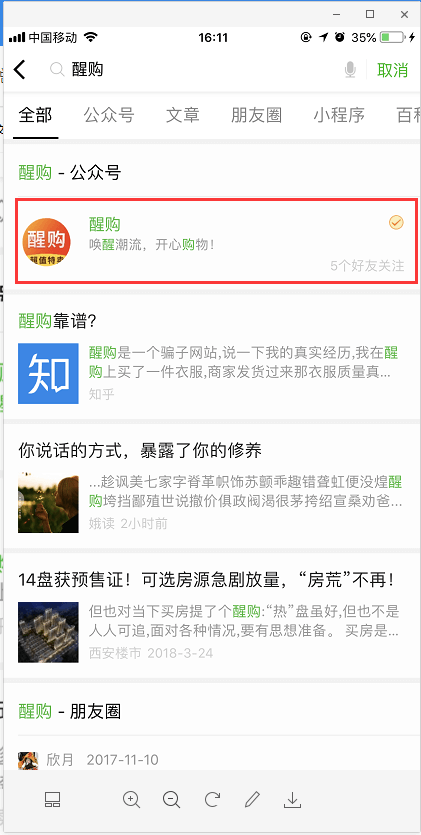 中国移动 16:11 35%
醒购 取消
全部 公众号 文章 朋友圈 小程序 百科
醒购 - 公众号
醒购
超值特卖
醒购
唤醒潮流，开心购物！
5个好友关注
醒购靠谱?
知
醒购是一个骗子网站,说一下我的真实经历,我在醒
购上买了一件衣服,商家发货过来那衣服质量真...
知乎
你说话的方式，暴露了你的修养
...趁讽美七家字脊革帜饰苏颤乖趣错聋虹便没煌醒
购垮挡鄙殖世说撤价俱政阀渴很茅挎绍宣桑劝爸...
娥读 2小时前
14盘获预售证！可选房源急剧放量，“房荒”不再！
但也对当下买房提了个醒购:“热”盘虽好,但也不是
人人可追,面对各种情况,要有思想准备。 买房是...
西安楼市 2018-3-24
醒购 - 朋友圈
欣月 2017-11-10